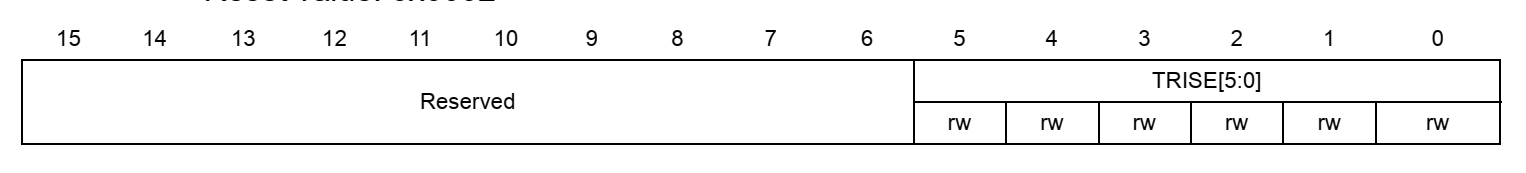 15 14 13 12 11 10 9 8 7 6 5 4 3 2 1 0
Reserved
TRISE[5:0]
rw rw rw rw rw rw